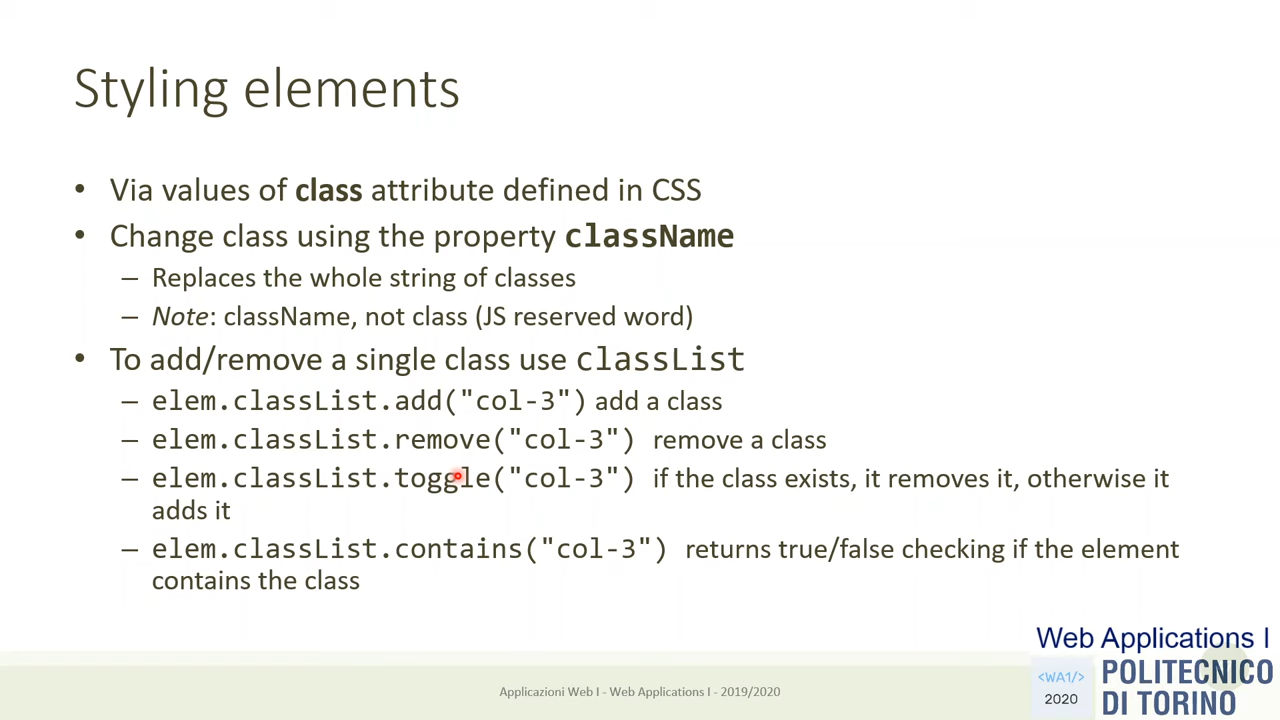 Styling elements
• Via values of class attribute defined in CSS
• Change class using the property className
– Replaces the whole string of classes
– Note: className, not class (JS reserved word)
• To add/remove a single class use classList
– elem.classList.add("col-3") add a class
– elem.classList.remove("col-3") remove a class
– elem.classList.toggle("col-3") if the class exists, it removes it, otherwise it
adds it
– elem.classList.contains("col-3") returns true/false checking if the element
contains the class
Applicazioni Web I - Web Applications I - 2019/2020
Web Applications I
<WA1/>
2020
POLITECNICO
DI TORINO